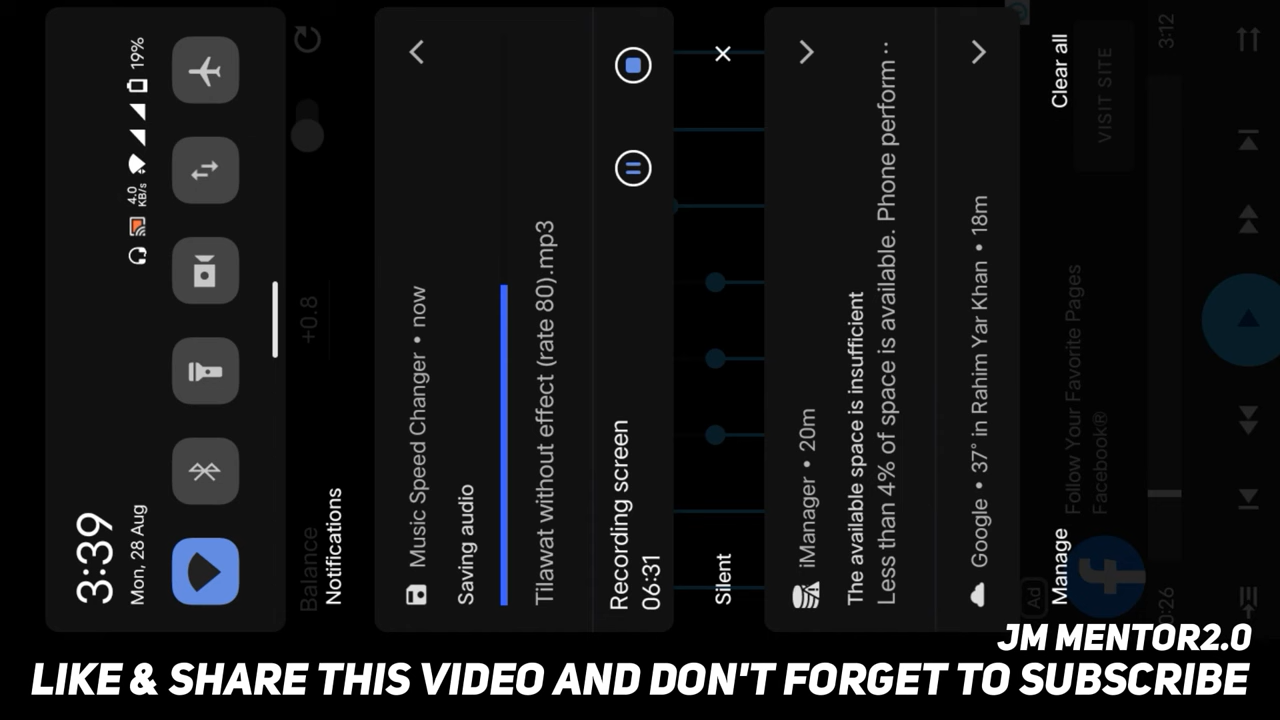 3:39
Mon, 28 Aug
4.0
KB/s
19%
Balance
+0.8
Notifications
Music Speed Changer • now
Saving audio
Tilawat without effect (rate 80).mp3
Recording screen
06:31
Silent
iManager • 20m
The available space is insufficient
Less than 4% of space is available. Phone perform ··
Google • 37° in Rahim Yar Khan • 18m
Manage
Clear all
Ad
Follow Your Favorite Pages
Facebook®
VISIT SITE
0:26
3:12
JM MENTOR2.0
LIKE & SHARE THIS VIDEO AND DON'T FORGET TO SUBSCRIBE